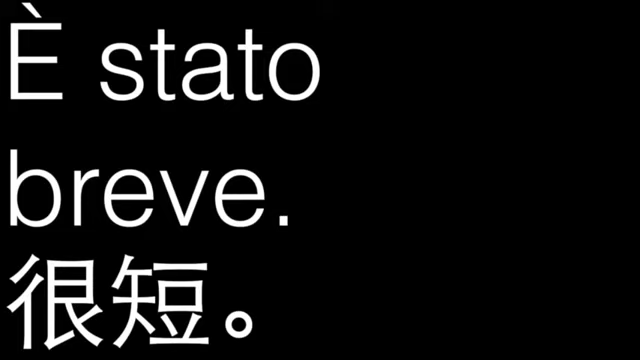 È stato
breve.
很短。